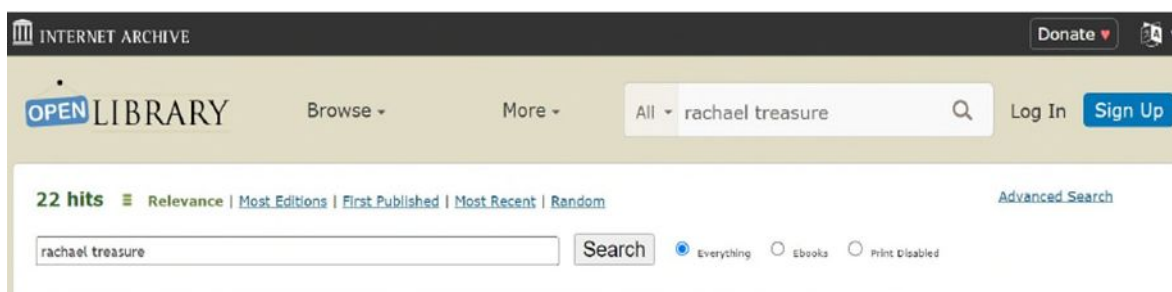 INTERNET ARCHIVE Donate ♥
OPEN LIBRARY Browse More All rachael treasure Log In Sign Up
22 hits Relevance | Most Editions | First Published | Most Recent | Random Advanced Search
rachael treasure Search Everything Ebooks Print Disabled